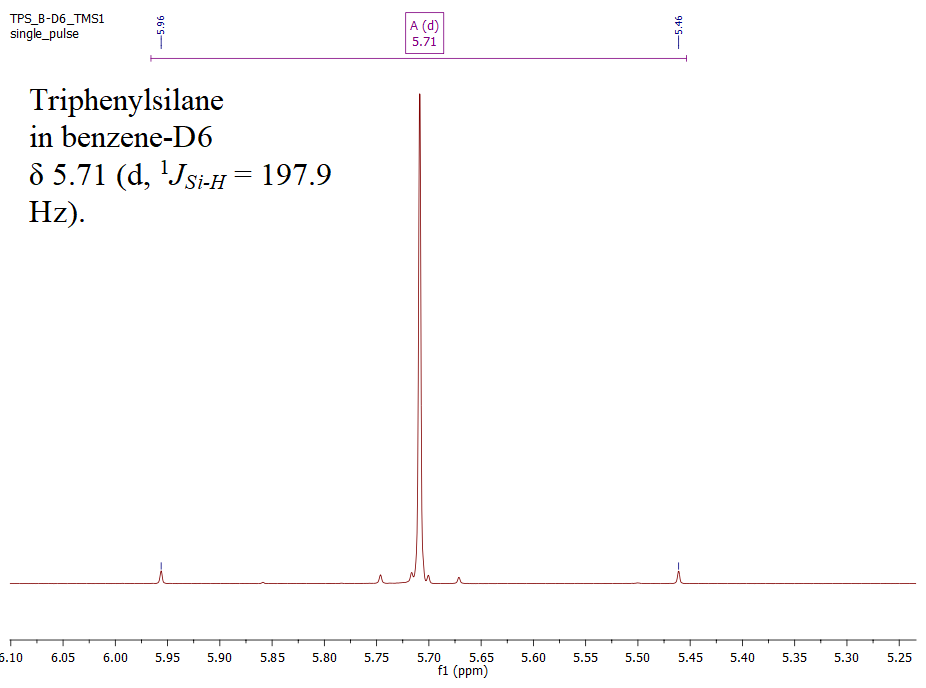 TPS_B-D6_TMS1
single_pulse
5.96
A (d)
5.71
5.46
Triphenylsilane
in benzene-D6
δ 5.71 (d, ¹J_Si-H = 197.9
Hz).
6.10 6.05 6.00 5.95 5.90 5.85 5.80 5.75 5.70 5.65 5.60 5.55 5.50 5.45 5.40 5.35 5.30 5.25
f1 (ppm)